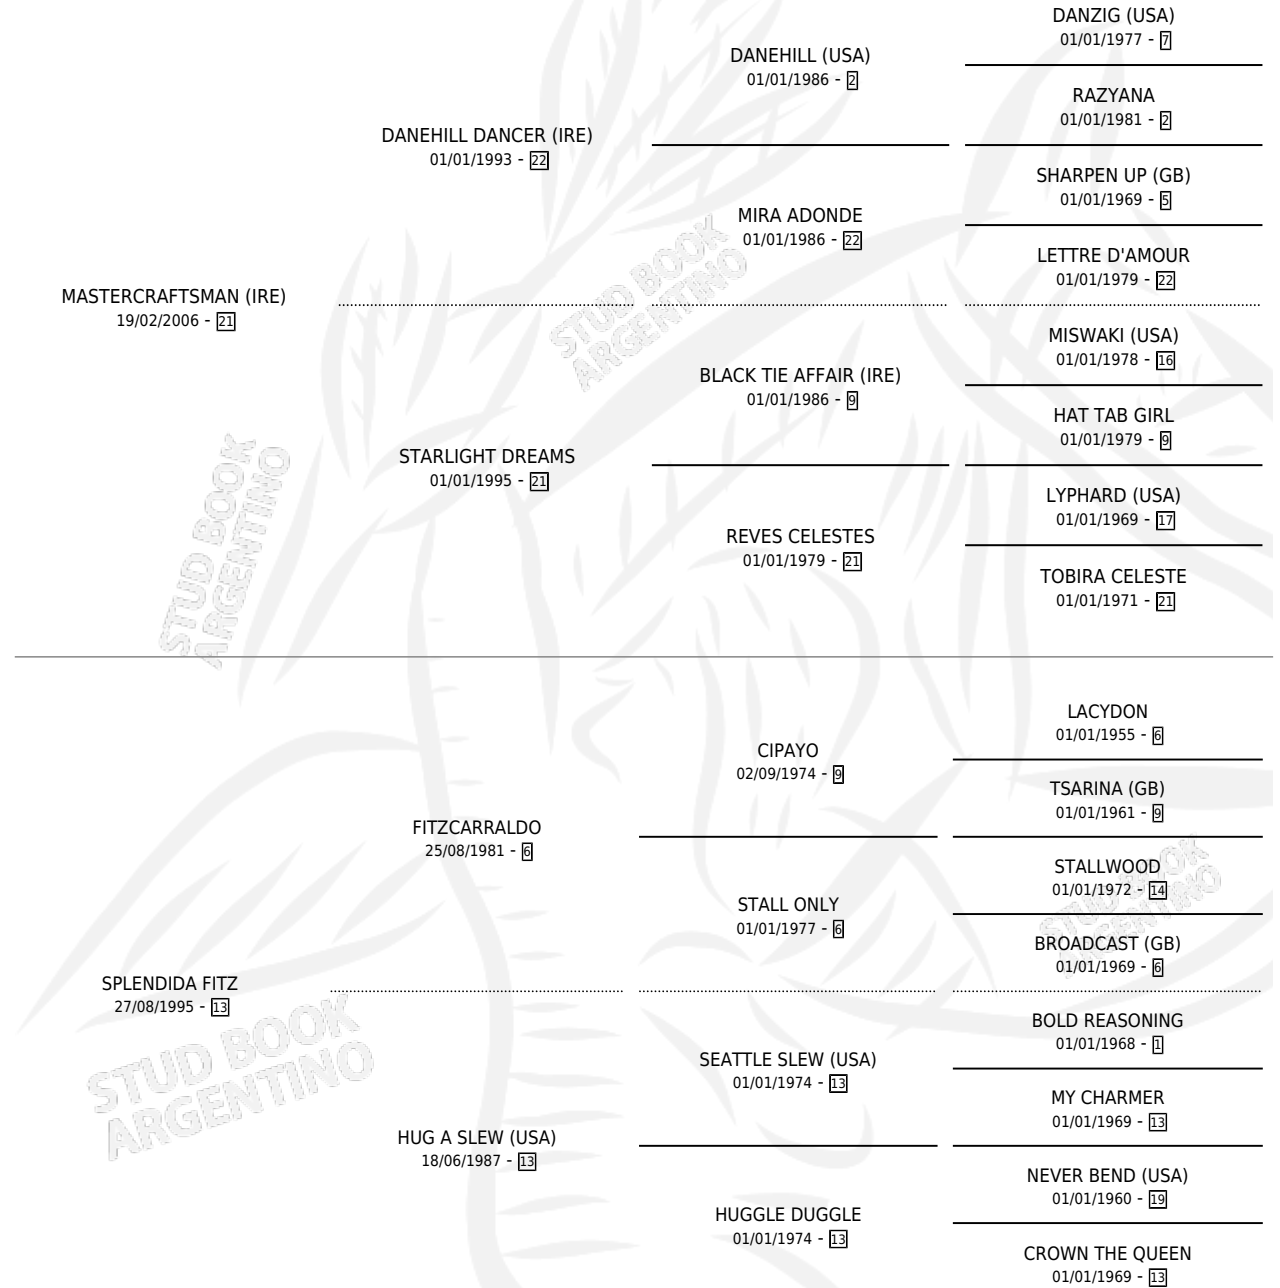 DANZIG (USA)
01/01/1977 - 7
DANEHILL (USA)
01/01/1986 - 2
RAZYANA
01/01/1981 - 2
DANEHILL DANCER (IRE)
01/01/1993 - 22
SHARPEN UP (GB)
01/01/1969 - 5
MIRA ADONDE
01/01/1986 - 22
LETTRE D'AMOUR
01/01/1979 - 22
MASTERCRAFTSMAN (IRE)
19/02/2006 - 21
MISWAKI (USA)
01/01/1978 - 16
BLACK TIE AFFAIR (IRE)
01/01/1986 - 9
HAT TAB GIRL
01/01/1979 - 9
STARLIGHT DREAMS
01/01/1995 - 21
LYPHARD (USA)
01/01/1969 - 17
REVES CELESTES
01/01/1979 - 21
TOBIRA CELESTE
01/01/1971 - 21
LACYDON
01/01/1955 - 6
CIPAYO
02/09/1974 - 9
TSARINA (GB)
01/01/1961 - 9
FITZCARRALDO
25/08/1981 - 6
STALLWOOD
01/01/1972 - 14
STALL ONLY
01/01/1977 - 6
BROADCAST (GB)
01/01/1969 - 6
SPLENDIDA FITZ
27/08/1995 - 13
BOLD REASONING
01/01/1968 - 1
SEATTLE SLEW (USA)
01/01/1974 - 13
MY CHARMER
01/01/1969 - 13
HUG A SLEW (USA)
18/06/1987 - 13
NEVER BEND (USA)
01/01/1960 - 19
HUGGLE DUGGLE
01/01/1974 - 13
CROWN THE QUEEN
01/01/1969 - 13
STUD BOOK
ARGENTINO
STUD BOOK
ARGENTINO
STUD BOOK
ARGENTINO
STUD BOOK
ARGENTINO